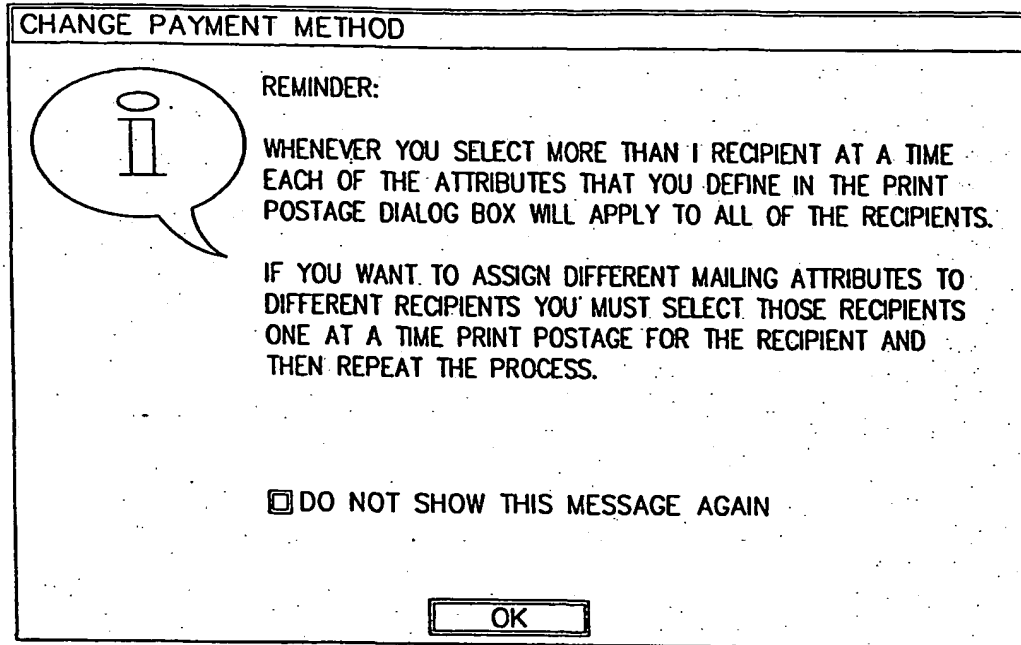 CHANGE PAYMENT METHOD
i
REMINDER:
WHENEVER YOU SELECT MORE THAN 1 RECIPIENT AT A TIME
EACH OF THE ATTRIBUTES THAT YOU DEFINE IN THE PRINT
POSTAGE DIALOG BOX WILL APPLY TO ALL OF THE RECIPIENTS.
IF YOU WANT TO ASSIGN DIFFERENT MAILING ATTRIBUTES TO
DIFFERENT RECIPIENTS YOU MUST SELECT THOSE RECIPIENTS
ONE AT A TIME PRINT POSTAGE FOR THE RECIPIENT AND
THEN REPEAT THE PROCESS.
DO NOT SHOW THIS MESSAGE AGAIN
OK